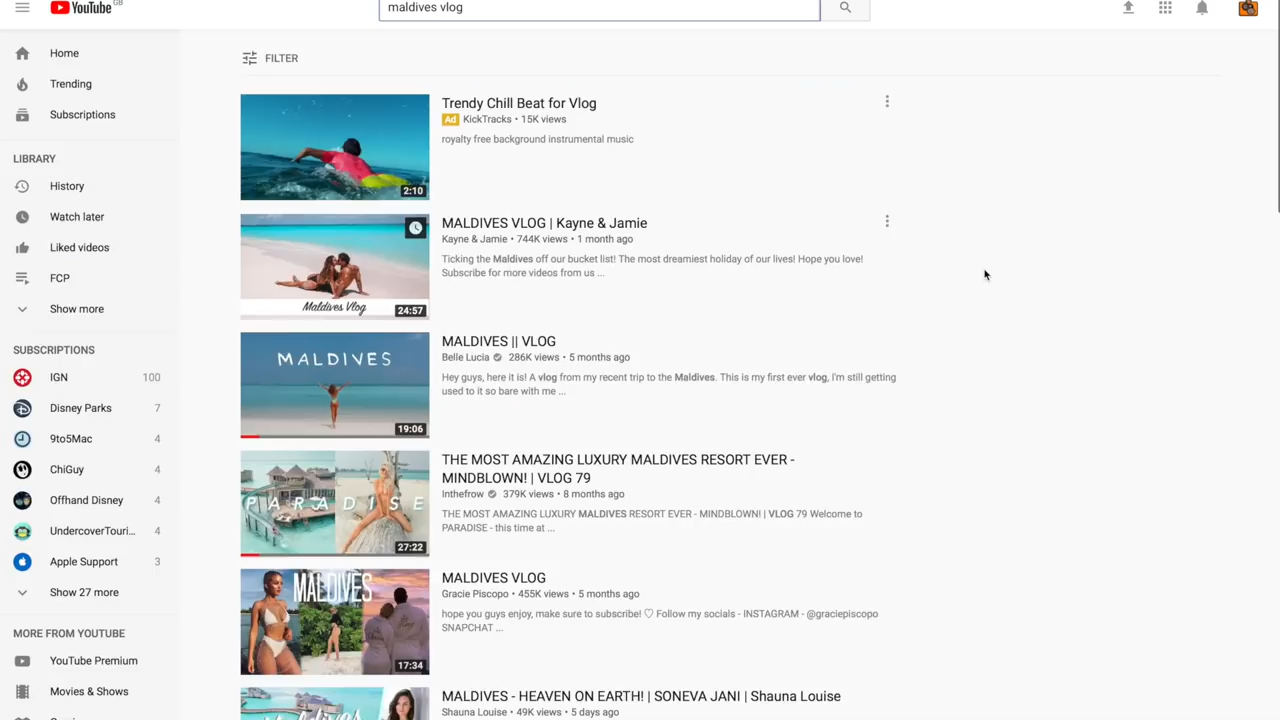 YouTube GB
maldives vlog
Home
Trending
Subscriptions
LIBRARY
History
Watch later
Liked videos
FCP
Show more
SUBSCRIPTIONS
IGN 100
Disney Parks 7
9to5Mac 4
ChiGuy 4
Offhand Disney 4
UndercoverTouri... 4
Apple Support 3
Show 27 more
MORE FROM YOUTUBE
YouTube Premium
Movies & Shows
FILTER
2:10
Trendy Chill Beat for Vlog
Ad KickTracks • 15K views
royalty free background instrumental music
Maldives Vlog
24:57
MALDIVES VLOG | Kayne & Jamie
Kayne & Jamie • 744K views • 1 month ago
Ticking the Maldives off our bucket list! The most dreamiest holiday of our lives! Hope you love!
Subscribe for more videos from us ...
MALDIVES
19:06
MALDIVES || VLOG
Belle Lucia 286K views • 5 months ago
Hey guys, here it is! A vlog from my recent trip to the Maldives. This is my first ever vlog, I'm still getting
used to it so bare with me ...
PARADISE
27:22
THE MOST AMAZING LUXURY MALDIVES RESORT EVER -
MINDBLOWN! | VLOG 79
Inthefrow 379K views • 8 months ago
THE MOST AMAZING LUXURY MALDIVES RESORT EVER - MINDBLOWN! | VLOG 79 Welcome to
PARADISE - this time at ...
MALDIVES
17:34
MALDIVES VLOG
Gracie Piscopo • 455K views • 5 months ago
hope you guys enjoy, make sure to subscribe! ♡ Follow my socials - INSTAGRAM - @graciepiscopo
SNAPCHAT ...
Maldives
MALDIVES - HEAVEN ON EARTH! | SONEVA JANI | Shauna Louise
Shauna Louise • 49K views • 5 days ago